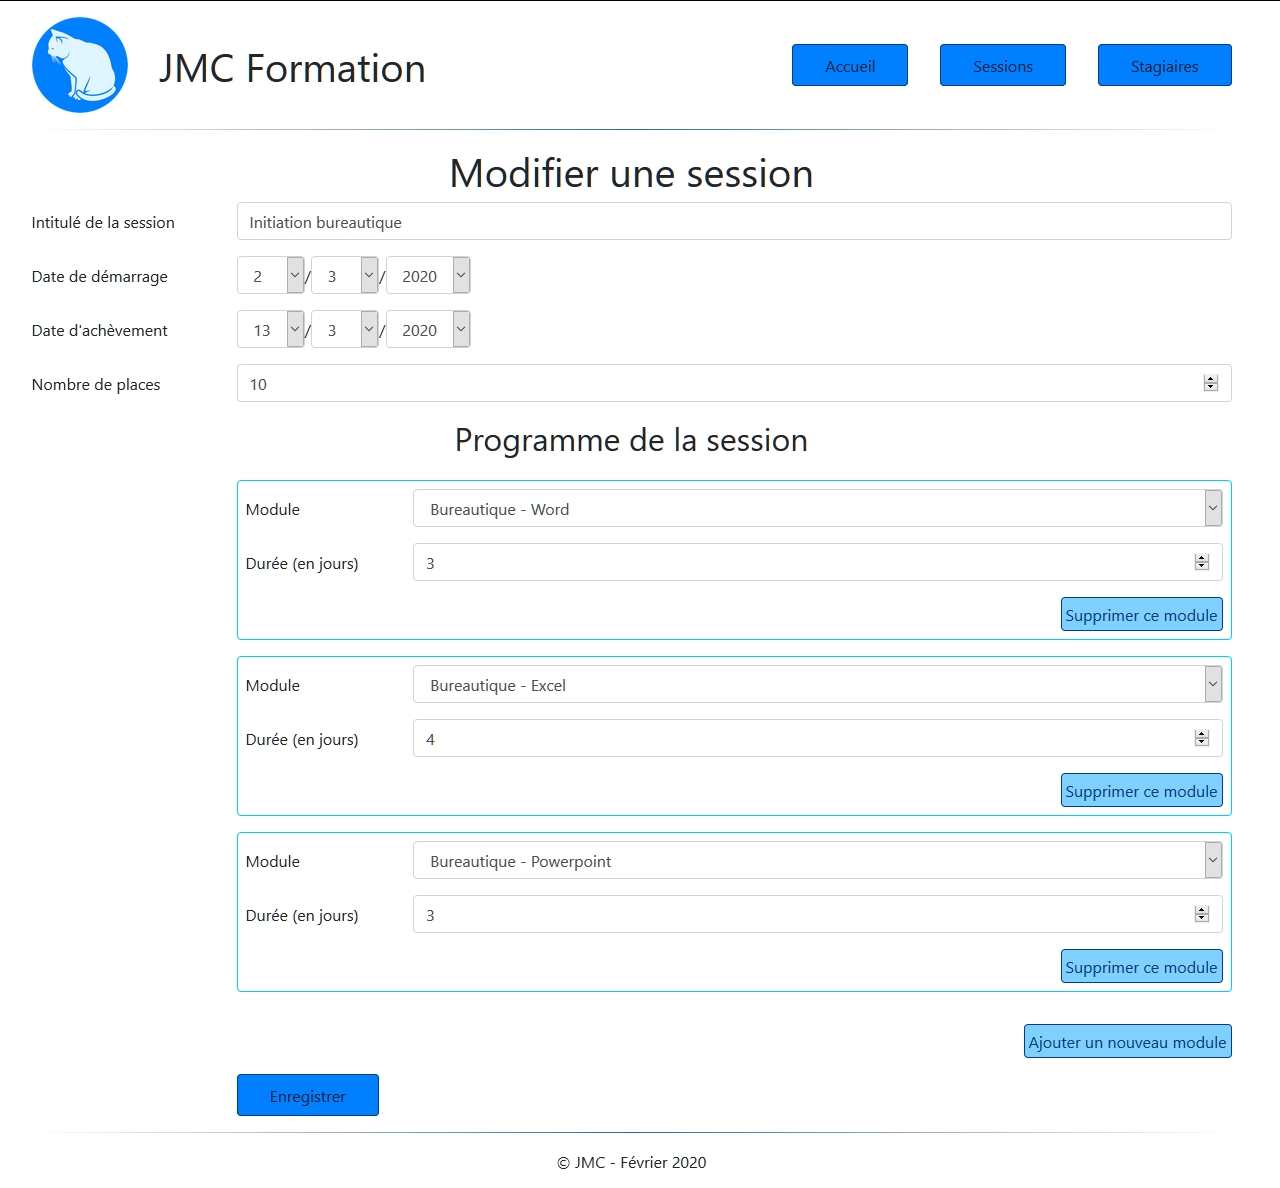 JMC Formation
Accueil
Sessions
Stagiaires
Modifier une session
Intitulé de la session
Initiation bureautique
Date de démarrage
2 / 3 / 2020
Date d'achèvement
13 / 3 / 2020
Nombre de places
10
Programme de la session
Module
Bureautique - Word
Durée (en jours)
3
Supprimer ce module
Module
Bureautique - Excel
Durée (en jours)
4
Supprimer ce module
Module
Bureautique - Powerpoint
Durée (en jours)
3
Supprimer ce module
Ajouter un nouveau module
Enregistrer
© JMC - Février 2020